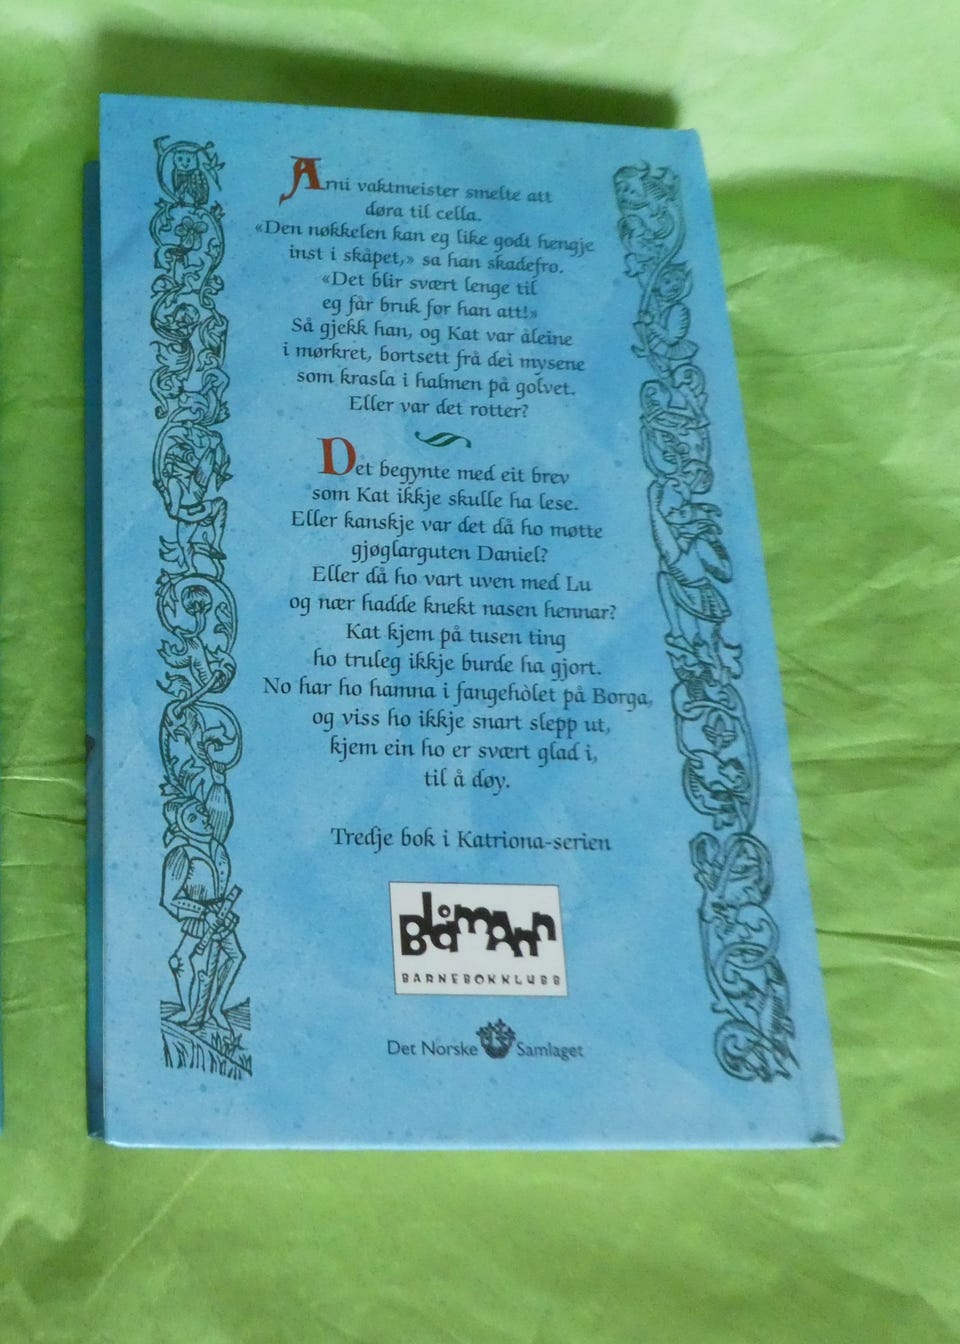 Arni vaktmeister smelte att
døra til cella.
«Den nøkkelen kan eg like godt hengje
inst i skåpet,» sa han skadefro.
«Det blir svært lenge til
eg får bruk for han att!»
Så gjekk han, og Kat var åleine
i mørkret, bortsett frå dei mysene
som krasla i halmen på golvet.
Eller var det rotter?
Det begynte med eit brev
som Kat ikkje skulle ha lese.
Eller kanskje var det då ho møtte
gjøglarguten Daniel?
Eller då ho vart uven med Lu
og nær hadde knekt nasen hennar?
Kat kjem på tusen ting
ho truleg ikkje burde ha gjort.
No har ho hamna i fangehòlet på Borga,
og viss ho ikkje snart slepp ut,
kjem ein ho er svært glad i,
til å døy.
Tredje bok i Katriona-serien
Blåmann
BARNEBOKKLUBB
Det Norske Samlaget